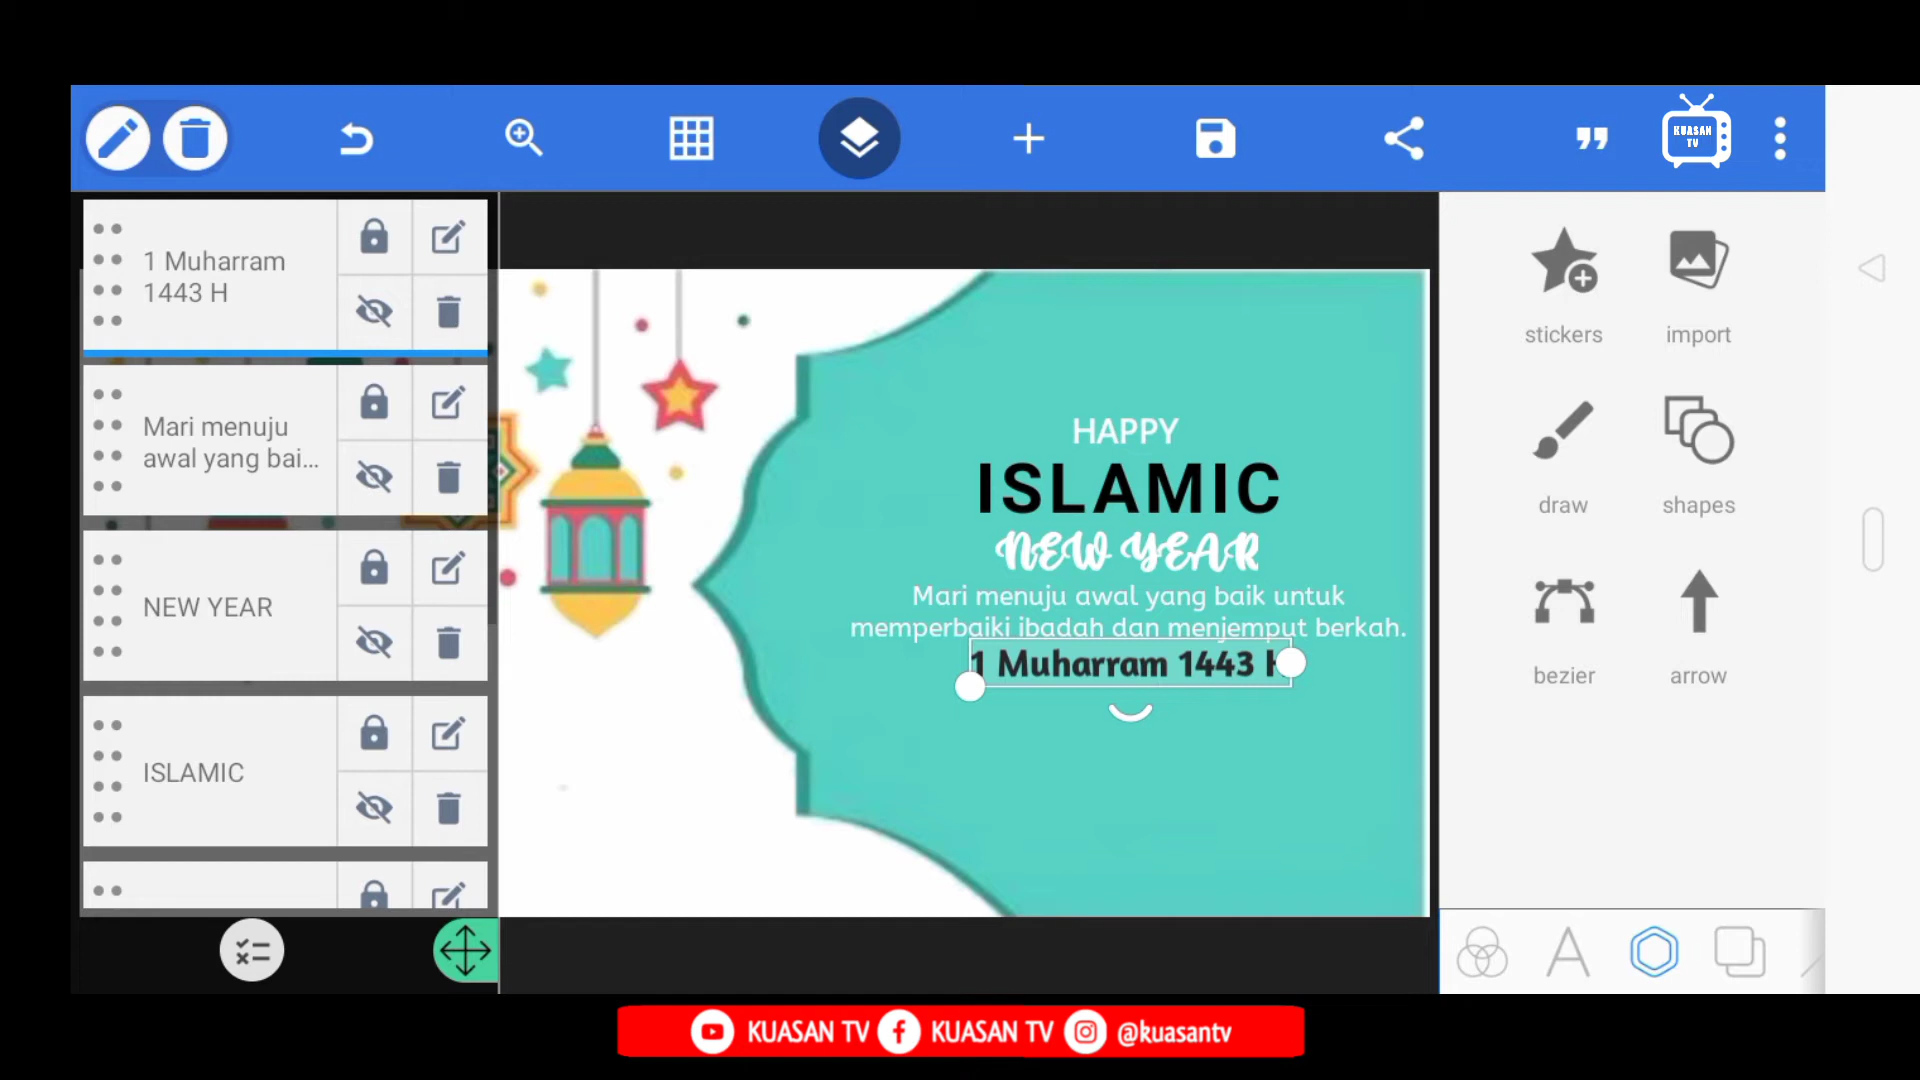 KUASAN
TV
1 Muharram
1443 H
Mari menuju
awal yang bai...
NEW YEAR
ISLAMIC
HAPPY
ISLAMIC
NEW YEAR
Mari menuju awal yang baik untuk
memperbaiki ibadah dan menjemput berkah.
1 Muharram 1443 H
stickers
import
draw
shapes
bezier
arrow
KUASAN TV KUASAN TV @kuasantv